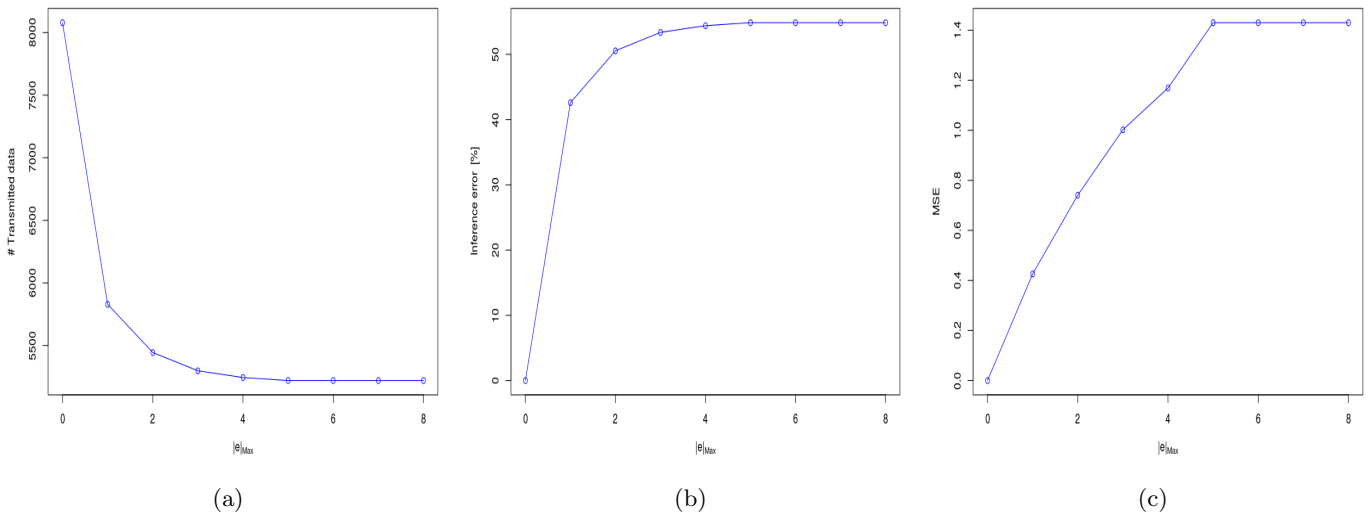 # Transmitted data
8000
7500
7000
6500
6000
5500
0 2 4 6 8
|e|Max
(a)
Inference error [%]
50
40
30
20
10
0
0 2 4 6 8
|e|Max
(b)
MSE
1.4
1.2
1.0
0.8
0.6
0.4
0.2
0.0
0 2 4 6 8
|e|Max
(c)